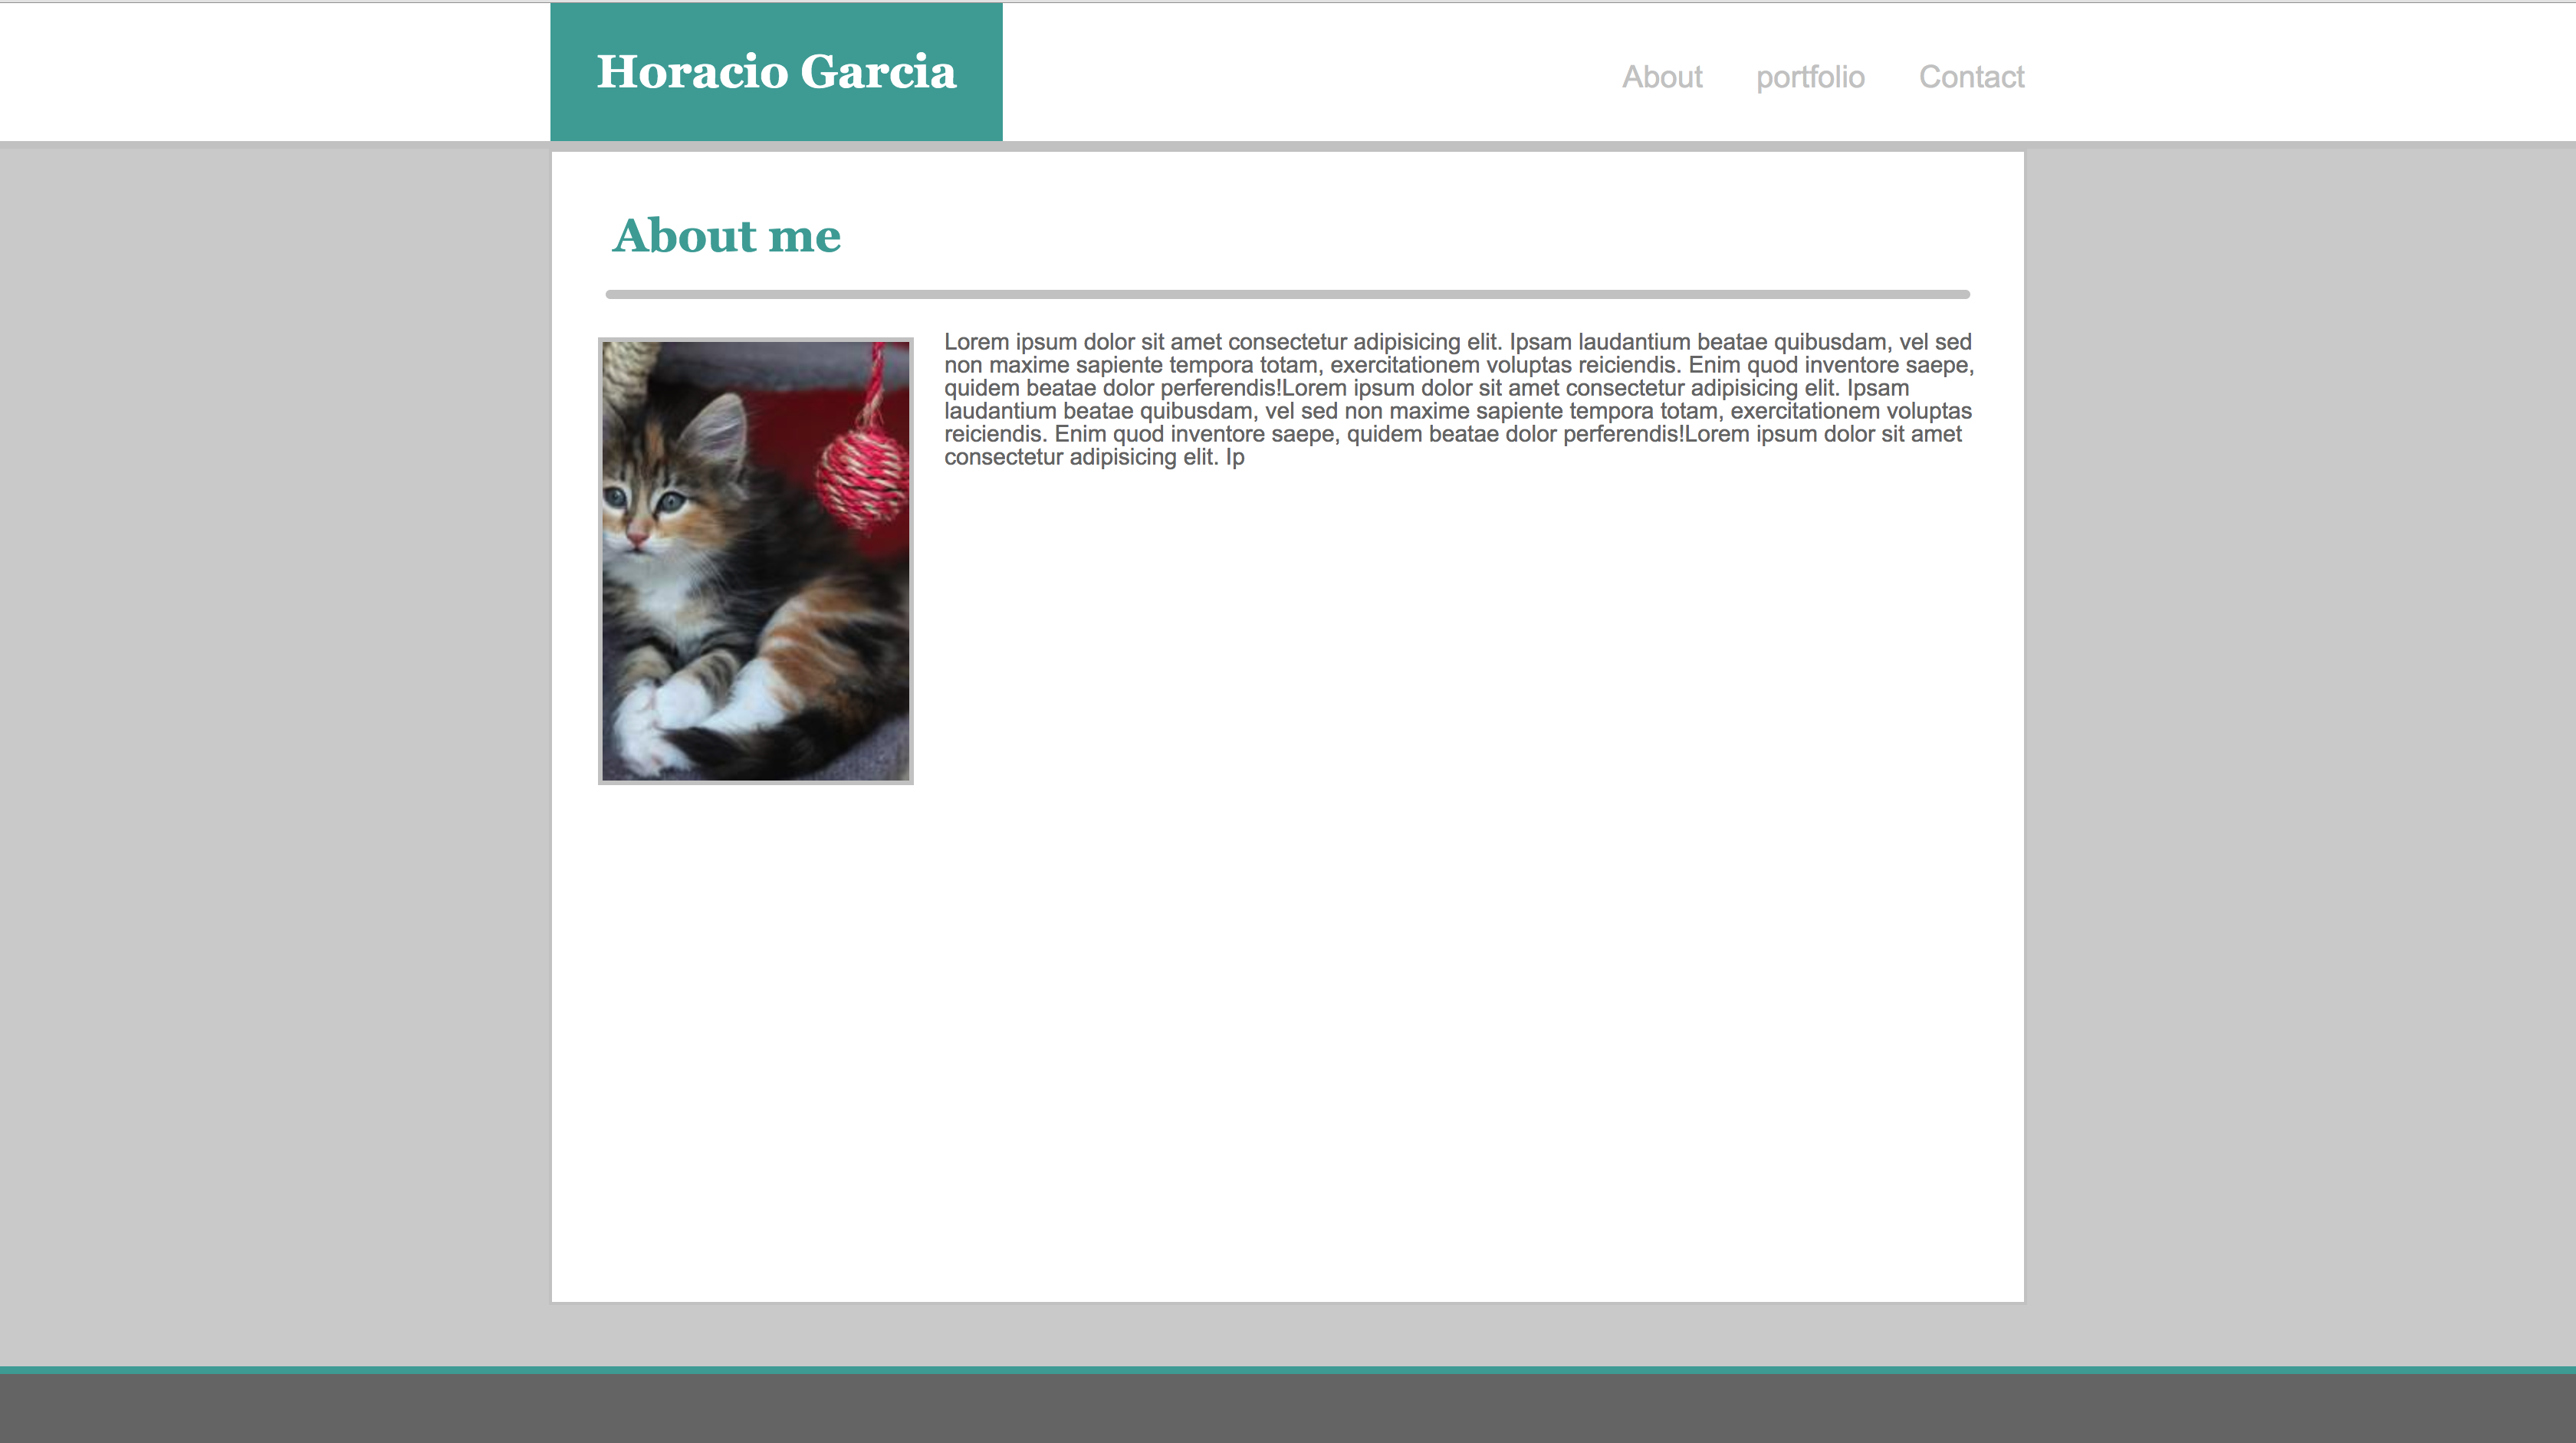 Horacio Garcia
About portfolio Contact
About me
Lorem ipsum dolor sit amet consectetur adipisicing elit. Ipsam laudantium beatae quibusdam, vel sed
non maxime sapiente tempora totam, exercitationem voluptas reiciendis. Enim quod inventore saepe,
quidem beatae dolor perferendis!Lorem ipsum dolor sit amet consectetur adipisicing elit. Ipsam
laudantium beatae quibusdam, vel sed non maxime sapiente tempora totam, exercitationem voluptas
reiciendis. Enim quod inventore saepe, quidem beatae dolor perferendis!Lorem ipsum dolor sit amet
consectetur adipisicing elit. Ip